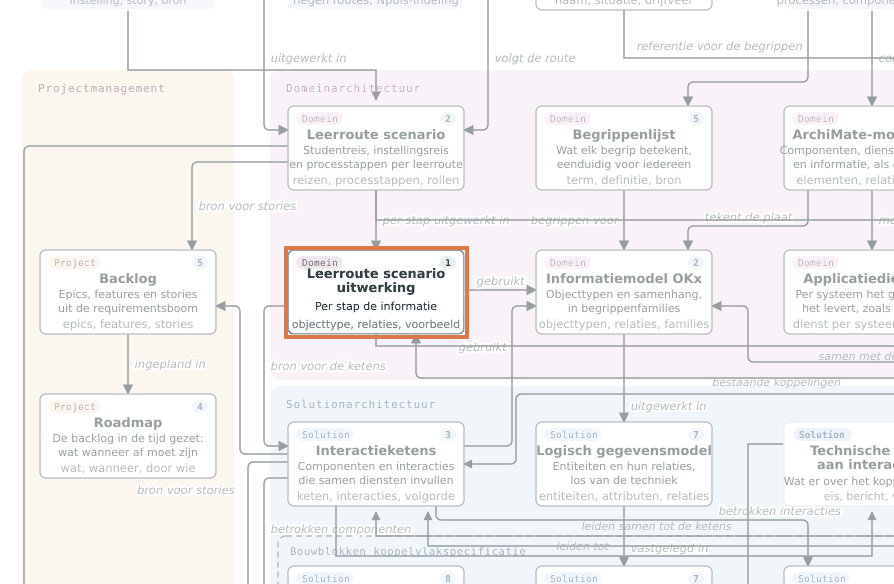 instelling, story, bron
negen routes, Npuls-indeling
naam, situatie, drijfveer
processen, compone
uitgewerkt in
volgt de route
referentie voor de begrippen
Projectmanagement
Domeinarchitectuur
Domein 2
Leerroute scenario
Studentreis, instellingsreis
en processtappen per leerroute
reizen, processtappen, rollen
Domein 5
Begrippenlijst
Wat elk begrip betekent,
eenduidig voor iedereen
term, definitie, bron
Domein
ArchiMate-mo
Componenten, diens
en informatie, als
elementen, relati
bron voor stories
per stap uitgewerkt in
begrippen voor
tekent de plaat
Project 5
Backlog
Epics, features en stories
uit de requirementsboom
epics, features, stories
Domein 1
Leerroute scenario
uitwerking
Per stap de informatie
objecttype, relaties, voorbeeld
gebruikt
Domein 2
Informatiemodel OKx
Objecttypen en samenhang,
in begrippenfamilies
objecttypen, relaties, families
Domein
Applicatiedie
Per systeem het g
het levert, zoals
dienst per systee
gebruikt
samen met de
ingepland in
bron voor de ketens
bestaande koppelingen
Project 4
Roadmap
De backlog in de tijd gezet:
wat wanneer af moet zijn
wat, wanneer, door wie
Solutionarchitectuur
uitgewerkt in
Solution 3
Interactieketens
Componenten en interacties
die samen diensten invullen
keten, interacties, volgorde
Solution 7
Logisch gegevensmodel
Entiteiten en hun relaties,
los van de techniek
entiteiten, attributen, relaties
Solution
Technische
aan intera
Wat er over het kopp
eis, bericht, v
bron voor stories
betrokken interacties
betrokken componenten
leiden samen tot de ketens
Bouwblokken koppelvlakspecificatie
leiden tot
vastgelegd in
Solution 8
Solution 7
Solution